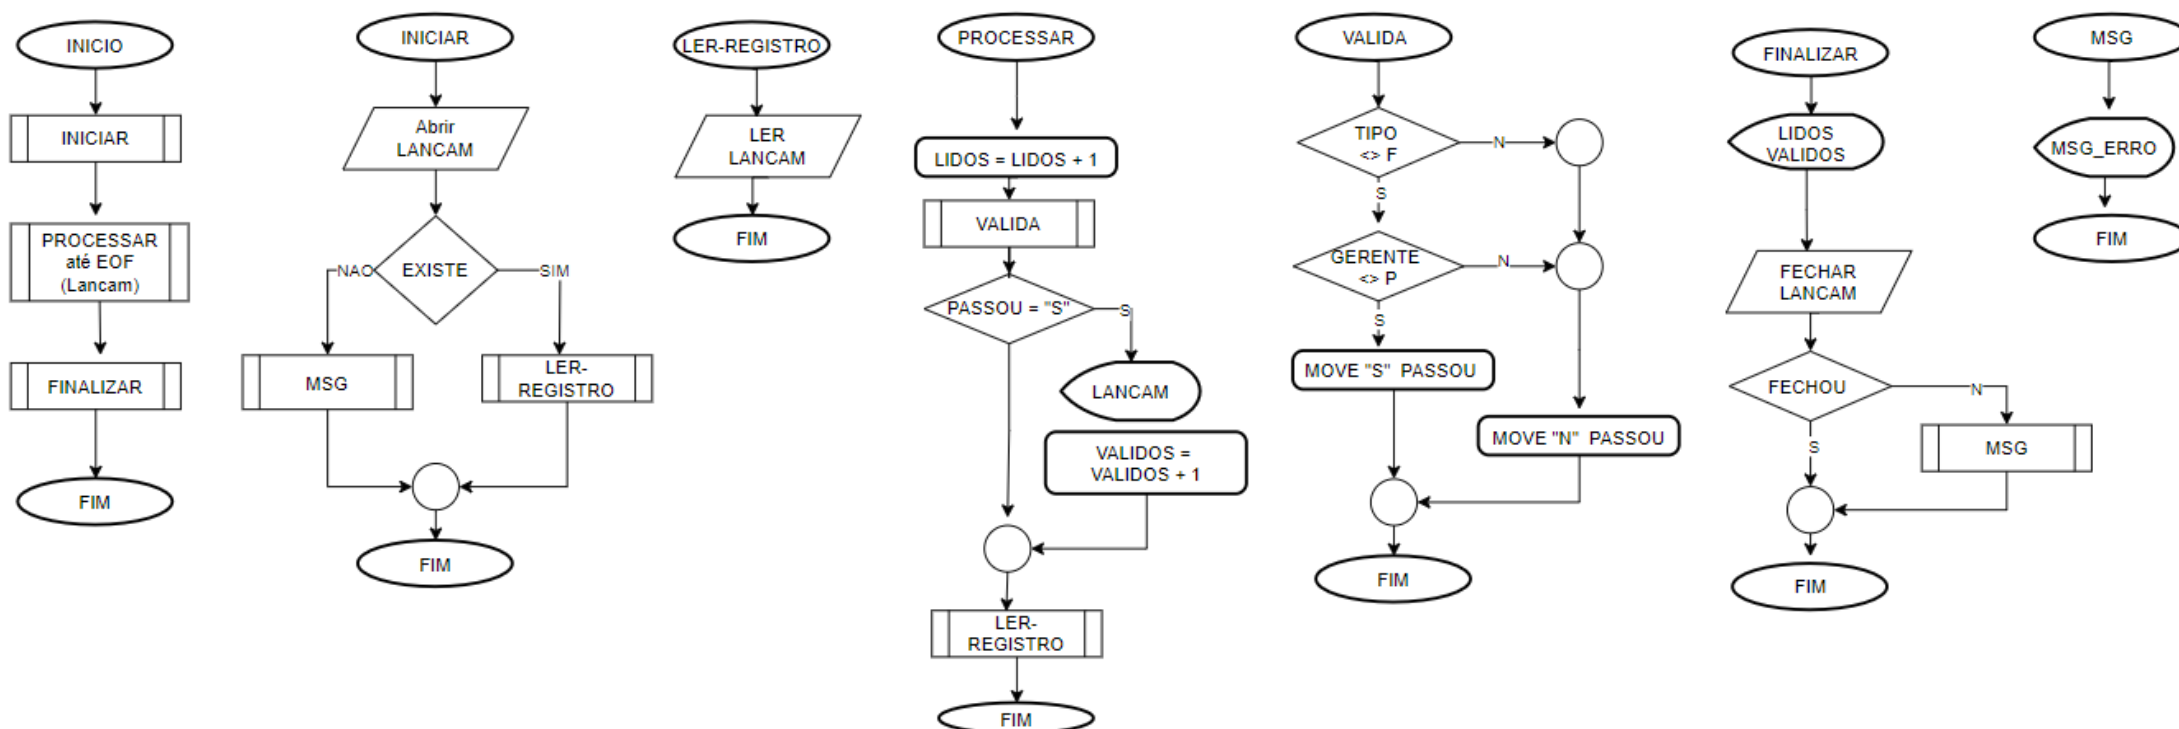 INICIO
INICIAR
PROCESSAR
até EOF
(Lancam)
FINALIZAR
FIM
INICIAR
Abrir
LANCAM
EXISTE
NAO
SIM
MSG
LER-
REGISTRO
FIM
LER-REGISTRO
LER
LANCAM
FIM
PROCESSAR
LIDOS = LIDOS + 1
VALIDA
PASSOU = "S"
S
LANCAM
VALIDOS =
VALIDOS + 1
LER-
REGISTRO
FIM
VALIDA
TIPO
<> F
N
S
GERENTE
<> P
N
S
MOVE "S" PASSOU
MOVE "N" PASSOU
FIM
FINALIZAR
LIDOS
VALIDOS
FECHAR
LANCAM
FECHOU
N
S
MSG
FIM
MSG
MSG_ERRO
FIM